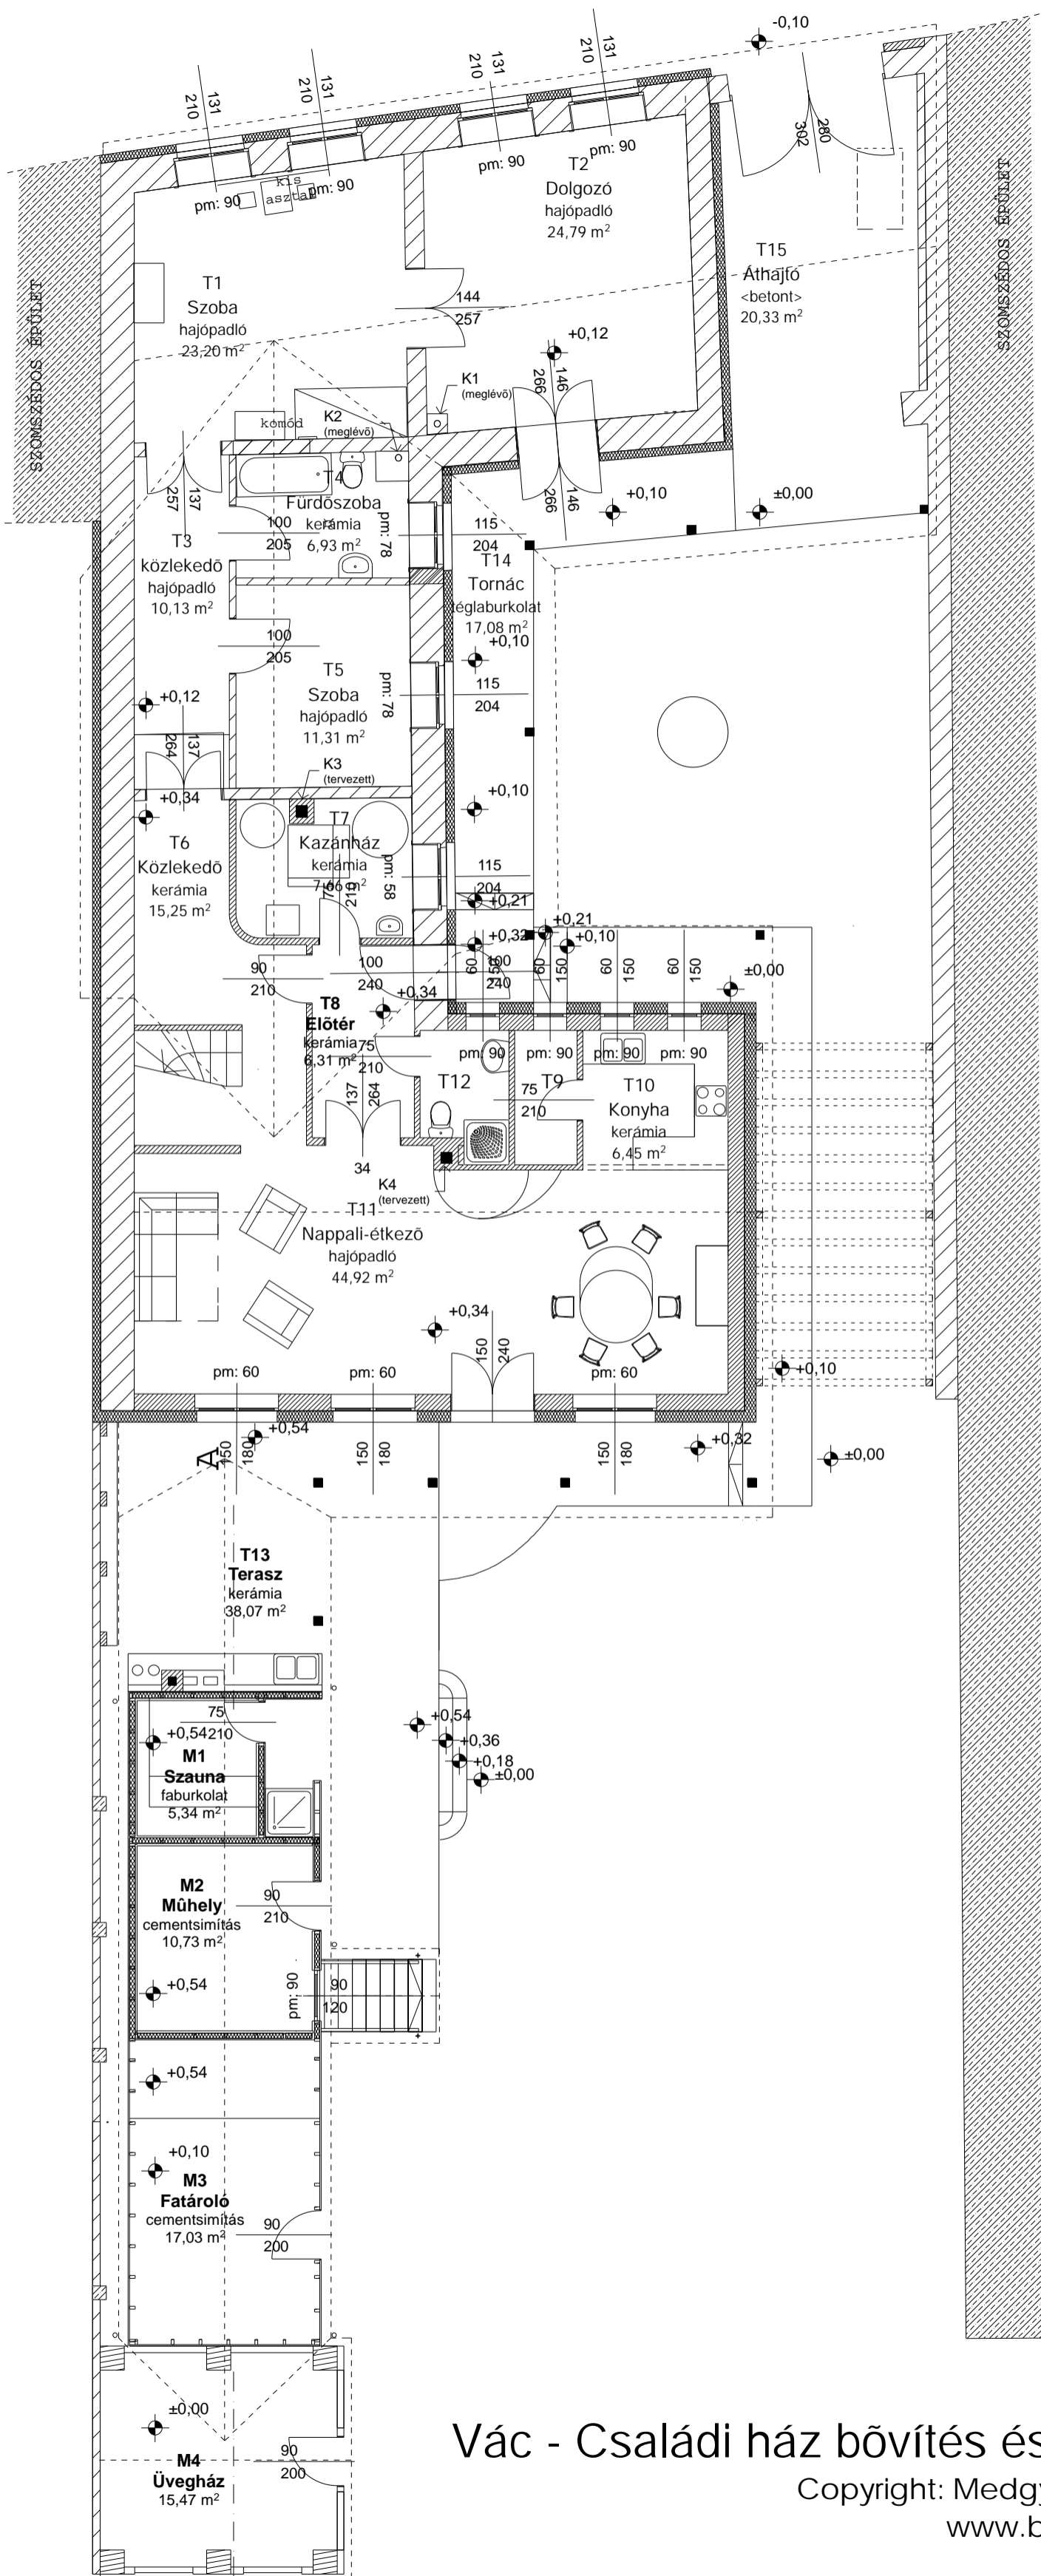 -0,10
131
210
131
210
131
210
131
210
280
302
pm: 90
pm: 90
pm: 90
pm: 90
kis
asztal
T2
Dolgozó
hajópadló
24,79 m²
T15
Áthajtó
<betont>
20,33 m²
SZOMSZÉDOS ÉPÜLET
SZOMSZÉDOS ÉPÜLET
T1
Szoba
hajópadló
23,20 m²
144
257
+0,12
146
266
K1
(meglévõ)
K2
(meglévõ)
komód
257
137
T4
Fürdõszoba
kerámia
6,93 m²
100
205
pm: 78
146
266
+0,10
±0,00
115
204
T3
közlekedõ
hajópadló
10,13 m²
T14
Tornác
téglaburkolat
17,08 m²
+0,10
100
205
T5
Szoba
hajópadló
11,31 m²
pm: 78
115
204
+0,12
264
137
+0,34
K3
(tervezett)
+0,10
T6
Közlekedõ
kerámia
15,25 m²
T7
Kazánház
kerámia
7,66 m²
75
210
pm: 58
115
204
+0,21
+0,32
+0,21
+0,10
90
210
100
240
100
240
60
150
60
150
60
150
60
150
±0,00
+0,34
T8
Elõtér
kerámia
6,31 m²
75
210
137
264
34
pm: 90
pm: 90
pm: 90
pm: 90
T12
T9
75
210
T10
Konyha
kerámia
6,45 m²
K4
(tervezett)
T11
Nappali-étkezõ
hajópadló
44,92 m²
+0,34
150
240
pm: 60
pm: 60
pm: 60
+0,10
+0,54
A
150
180
150
180
150
180
+0,32
±0,00
T13
Terasz
kerámia
38,07 m²
75
210
+0,54
M1
Szauna
faburkolat
5,34 m²
+0,54
+0,36
+0,18
±0,00
M2
Mûhely
cementsimítás
10,73 m²
90
210
+0,54
pm: 90
90
120
+0,54
+0,10
M3
Fatároló
cementsimítás
17,03 m²
90
200
±0,00
M4
Üvegház
15,47 m²
90
200
Vác - Családi ház bõvítés és
Copyright: Medgy
www.b